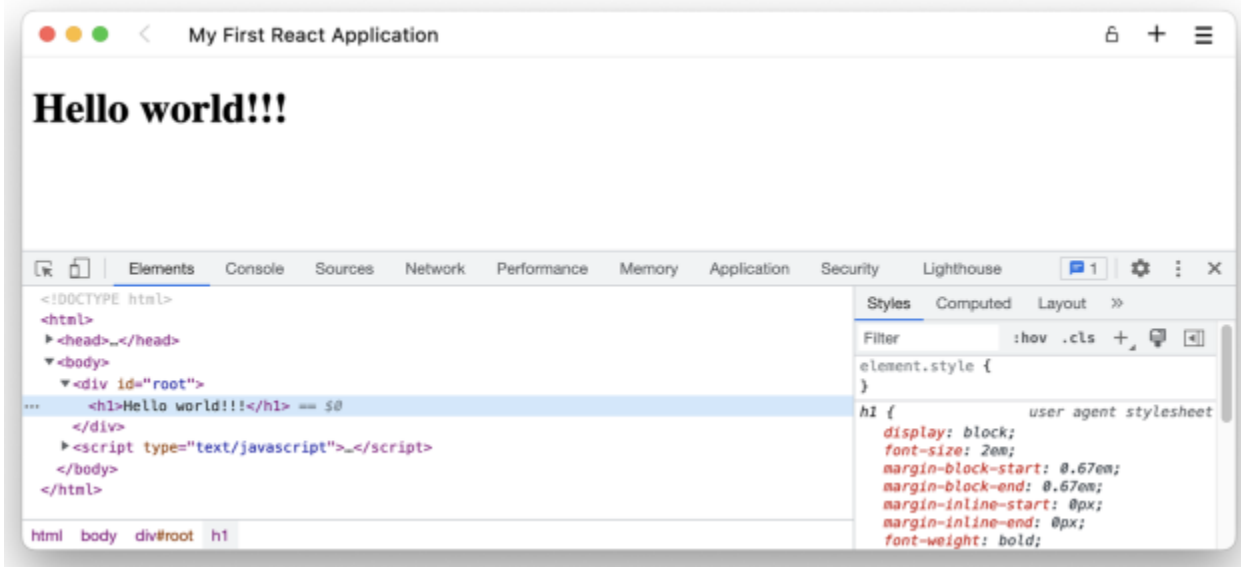 My First React Application
Hello world!!!
Elements Console Sources Network Performance Memory Application Security Lighthouse 1
<!DOCTYPE html>
<html>
<head>…</head>
<body>
<div id="root">
<h1>Hello world!!!</h1> == $0
</div>
<script type="text/javascript">…</script>
</body>
</html>
html body div#root h1
Styles Computed Layout »
Filter :hov .cls +
element.style {
}
h1 { user agent stylesheet
display: block;
font-size: 2em;
margin-block-start: 0.67em;
margin-block-end: 0.67em;
margin-inline-start: 0px;
margin-inline-end: 0px;
font-weight: bold;